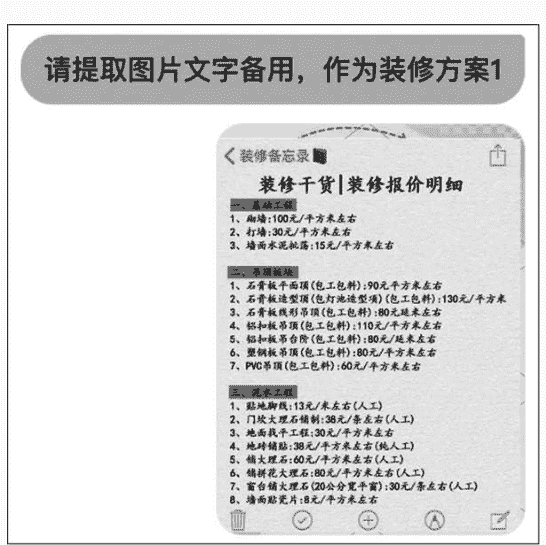 请提取图片文字备用，作为装修方案1
装修备忘录
装修干货|装修报价明细
一、基础工程
1、砌墙:100元/平方米左右
2、打墙:30元/平方米左右
3、墙面水泥批荡:15元/平方米左右
二、吊顶板块
1、石膏板平面顶(包工包料):90元平方米左右
2、石膏板造型顶(包灯池造型项)(包工包料):130元/平方米
3、石膏板线形吊顶(包工包料):80元延米左右
4、铝扣板吊顶(包工包料):110元/平方米左右
5、铝扣板吊台阶(包工包料):80元/延米左右
6、塑钢板吊顶(包工包料):80元/平方米左右
7、PVC吊顶(包工包料):60元/平方米左右
三、泥水工程
1、贴地脚线:13元/米左右(人工)
2、门坎大理石铺制:38元/条左右(人工)
3、地面找平工程:30元/平方米左右
4、地砖铺贴:38元/平方米左右(纯人工)
5、铺大理石:60元/平方米左右(人工)
6、铺拼花大理石:80元/平方米左右(人工)
7、窗台铺大理石(20公分宽平窗):30元/条左右(人工)
8、墙面贴瓷片:8元/平方米左右